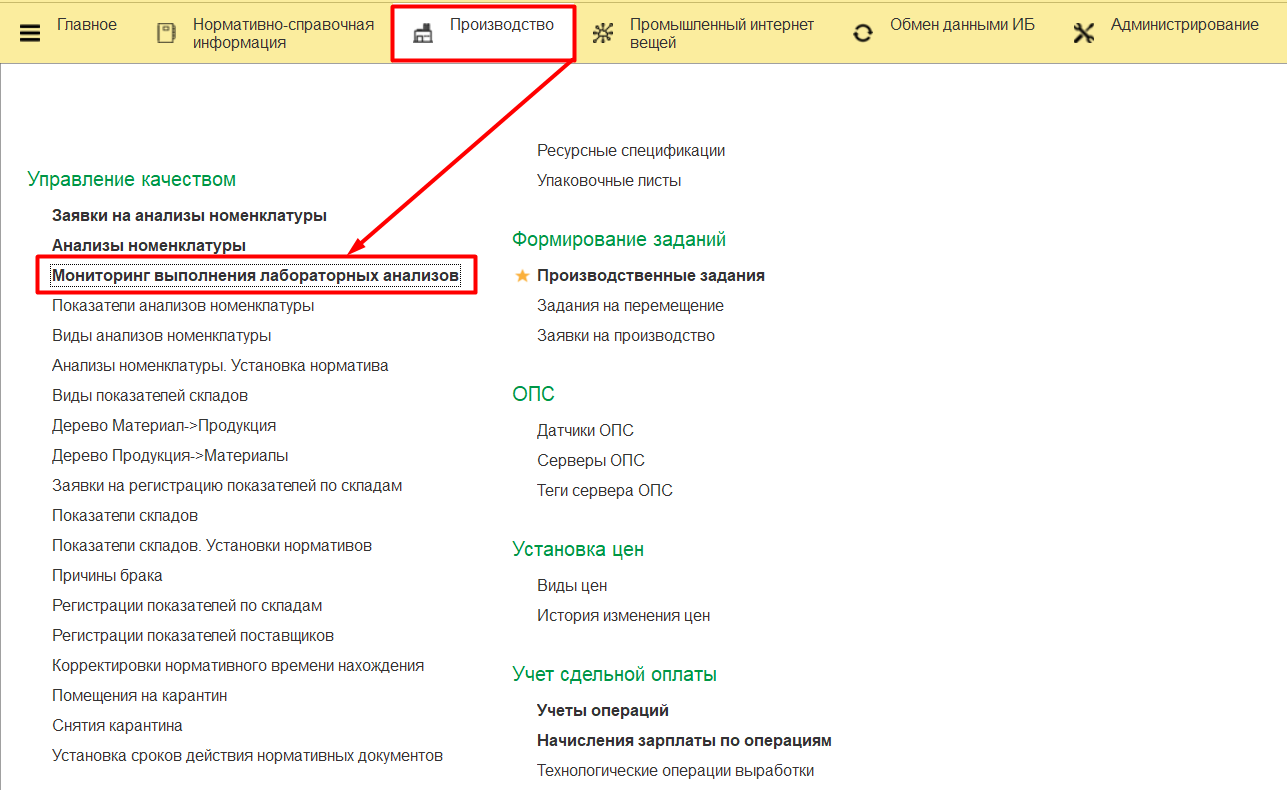 Главное
Нормативно-справочная
информация
Производство
Промышленный интернет
вещей
Обмен данными ИБ
Администрирование
Управление качеством
Заявки на анализы номенклатуры
Анализы номенклатуры
Мониторинг выполнения лабораторных анализов
Показатели анализов номенклатуры
Виды анализов номенклатуры
Анализы номенклатуры. Установка норматива
Виды показателей складов
Дерево Материал->Продукция
Дерево Продукция->Материалы
Заявки на регистрацию показателей по складам
Показатели складов
Показатели складов. Установки нормативов
Причины брака
Регистрации показателей по складам
Регистрации показателей поставщиков
Корректировки нормативного времени нахождения
Помещения на карантин
Снятия карантина
Установка сроков действия нормативных документов
Ресурсные спецификации
Упаковочные листы
Формирование заданий
Производственные задания
Задания на перемещение
Заявки на производство
ОПС
Датчики ОПС
Серверы ОПС
Теги сервера ОПС
Установка цен
Виды цен
История изменения цен
Учет сдельной оплаты
Учеты операций
Начисления зарплаты по операциям
Технологические операции выработки